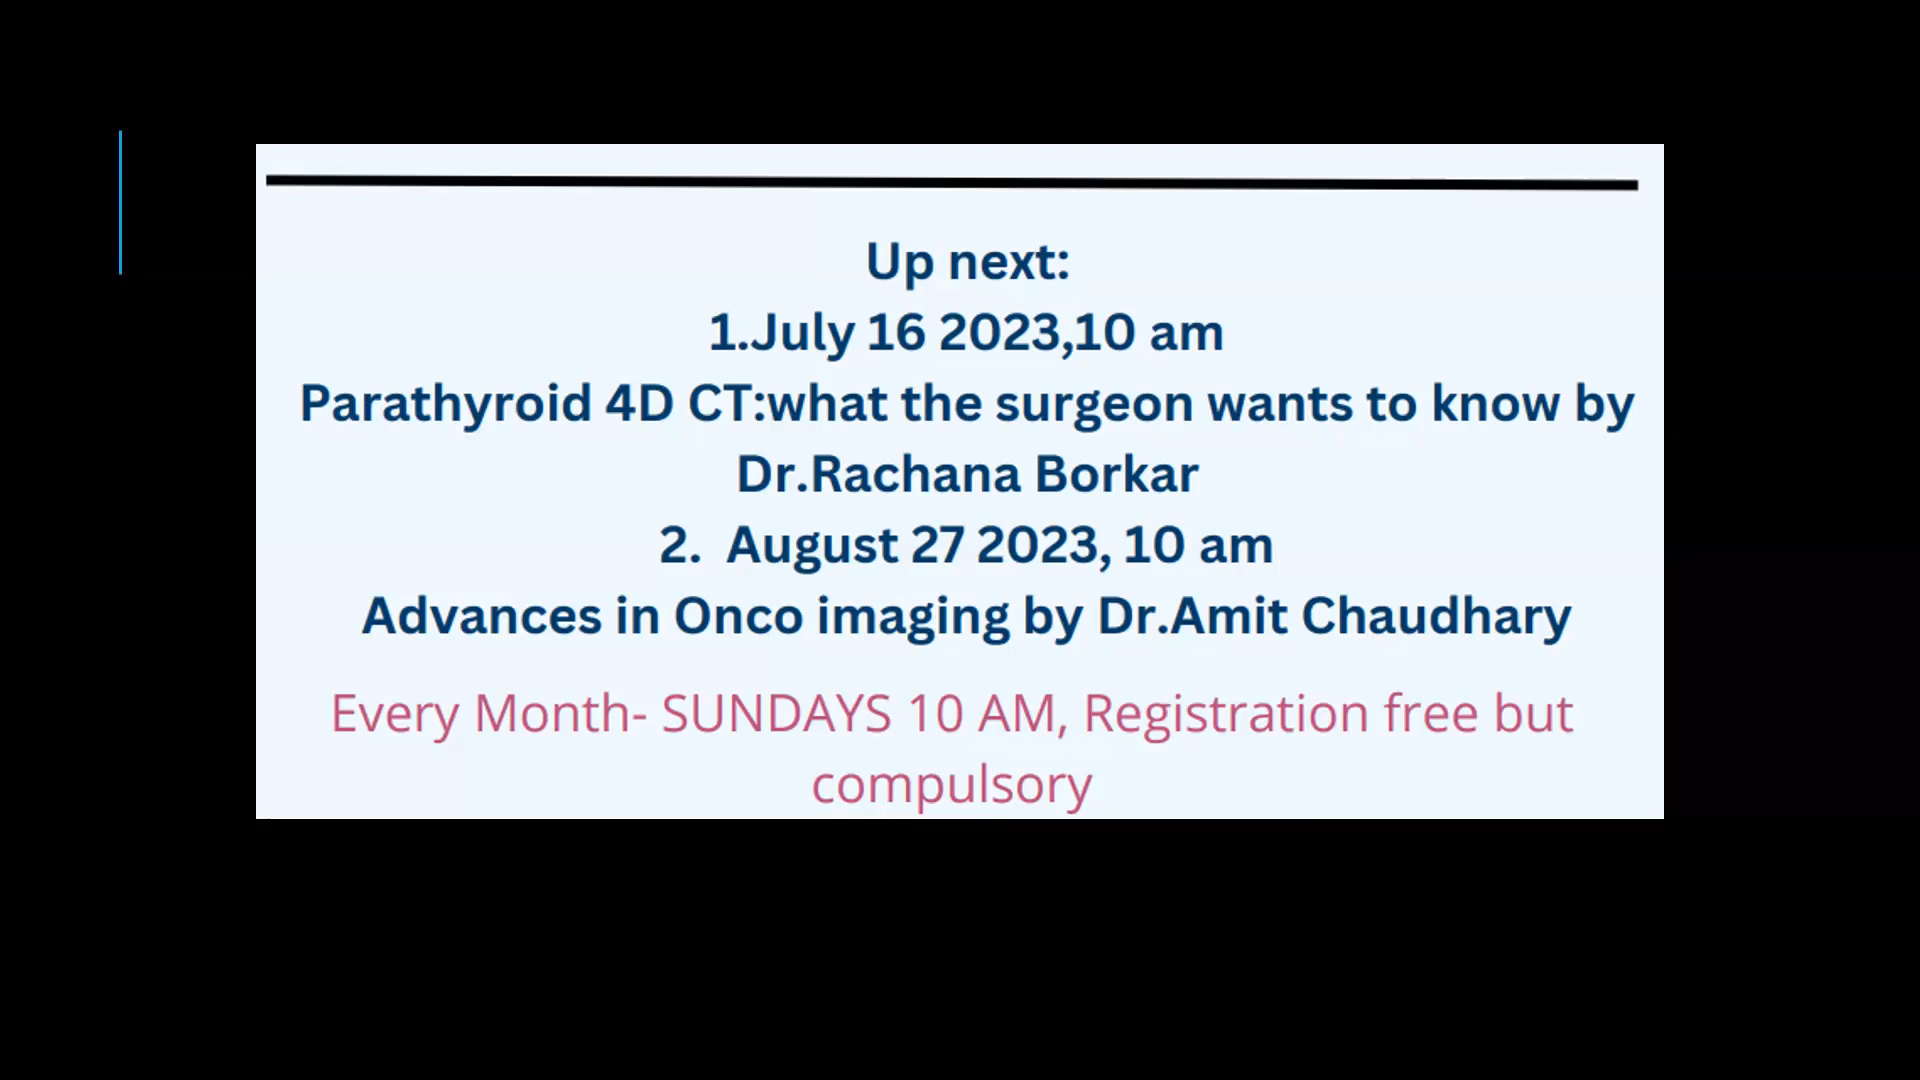 Up next:
1.July 16 2023,10 am
Parathyroid 4D CT:what the surgeon wants to know by
Dr.Rachana Borkar
2.  August 27 2023, 10 am
Advances in Onco imaging by Dr.Amit Chaudhary
Every Month- SUNDAYS 10 AM, Registration free but
compulsory